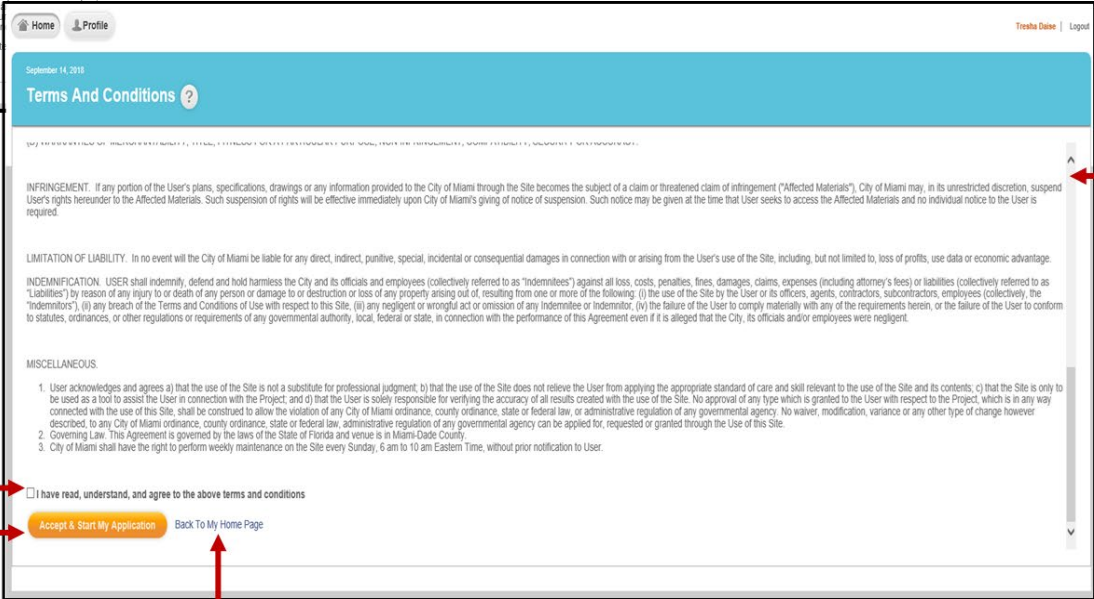 Home Profile Tresha Daise | Logout
September 14, 2018
Terms And Conditions ?
(B) WARRANTIES OF MERCHANTABILITY, TITLE, FITNESS FOR A PARTICULAR PURPOSE, NON-INFRINGEMENT, COMPATIBILITY, SECURITY OR ACCURACY.
INFRINGEMENT. If any portion of the User's plans, specifications, drawings or any information provided to the City of Miami through the Site becomes the subject of a claim or threatened claim of infringement ("Affected Materials"), City of Miami may, in its unrestricted discretion, suspend
User's rights hereunder to the Affected Materials. Such suspension of rights will be effective immediately upon City of Miami's giving of notice of suspension. Such notice may be given at the time that User seeks to access the Affected Materials and no individual notice to the User is
required.
LIMITATION OF LIABILITY. In no event will the City of Miami be liable for any direct, indirect, punitive, special, incidental or consequential damages in connection with or arising from the User's use of the Site, including, but not limited to, loss of profits, use data or economic advantage.
INDEMNIFICATION. USER shall indemnify, defend and hold harmless the City and its officials and employees (collectively referred to as "Indemnitees") against all loss, costs, penalties, fines, damages, claims, expenses (including attorney's fees) or liabilities (collectively referred to as
"Liabilities") by reason of any injury to or death of any person or damage to or destruction or loss of any property arising out of, resulting from one or more of the following: (i) the use of the Site by the User or its officers, agents, contractors, subcontractors, employees (collectively, the
"Indemnitors"), (ii) any breach of the Terms and Conditions of Use with respect to this Site, (iii) any negligent or wrongful act or omission of any Indemnitee or Indemnitor, (iv) the failure of the User to comply materially with any of the requirements herein, or the failure of the User to conform
to statutes, ordinances, or other regulations or requirements of any governmental authority, local, federal or state, in connection with the performance of this Agreement even if it is alleged that the City, its officials and/or employees were negligent.
MISCELLANEOUS.
1. User acknowledges and agrees a) that the use of the Site is not a substitute for professional judgment; b) that the use of the Site does not relieve the User from applying the appropriate standard of care and skill relevant to the use of the Site and its contents; c) that the Site is only to
be used as a tool to assist the User in connection with the Project; and d) that the User is solely responsible for verifying the accuracy of all results created with the use of the Site. No approval of any type which is granted to the User with respect to the Project, which is in any way
connected with the use of this Site, shall be construed to allow the violation of any City of Miami ordinance, county ordinance, state or federal law, or administrative regulation of any governmental agency. No waiver, modification, variance or any other type of change however
described, to any City of Miami ordinance, county ordinance, state or federal law, administrative regulation of any governmental agency can be applied for, requested or granted through the Use of this Site.
2. Governing Law. This Agreement is governed by the laws of the State of Florida and venue is in Miami-Dade County.
3. City of Miami shall have the right to perform weekly maintenance on the Site every Sunday, 6 am to 10 am Eastern Time, without prior notification to User.
I have read, understand, and agree to the above terms and conditions
Accept & Start My Application Back To My Home Page